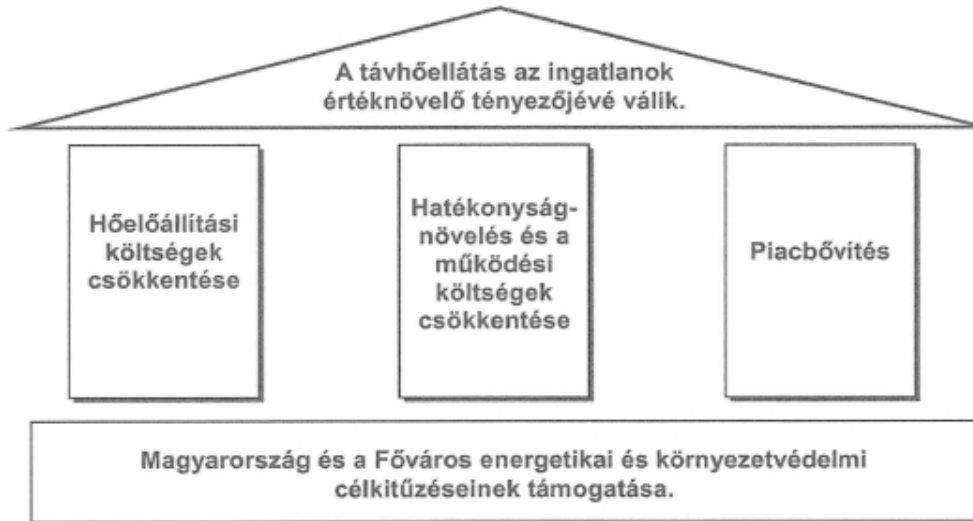 A távhőellátás az ingatlanok
értéknövelő tényezőjévé válik.
Hőelőállítási
költségek
csökkentése
Hatékonyság-
növelés és a
működési
költségek
csökkentése
Piacbővítés
Magyarország és a Főváros energetikai és környezetvédelmi
célkitűzéseinek támogatása.